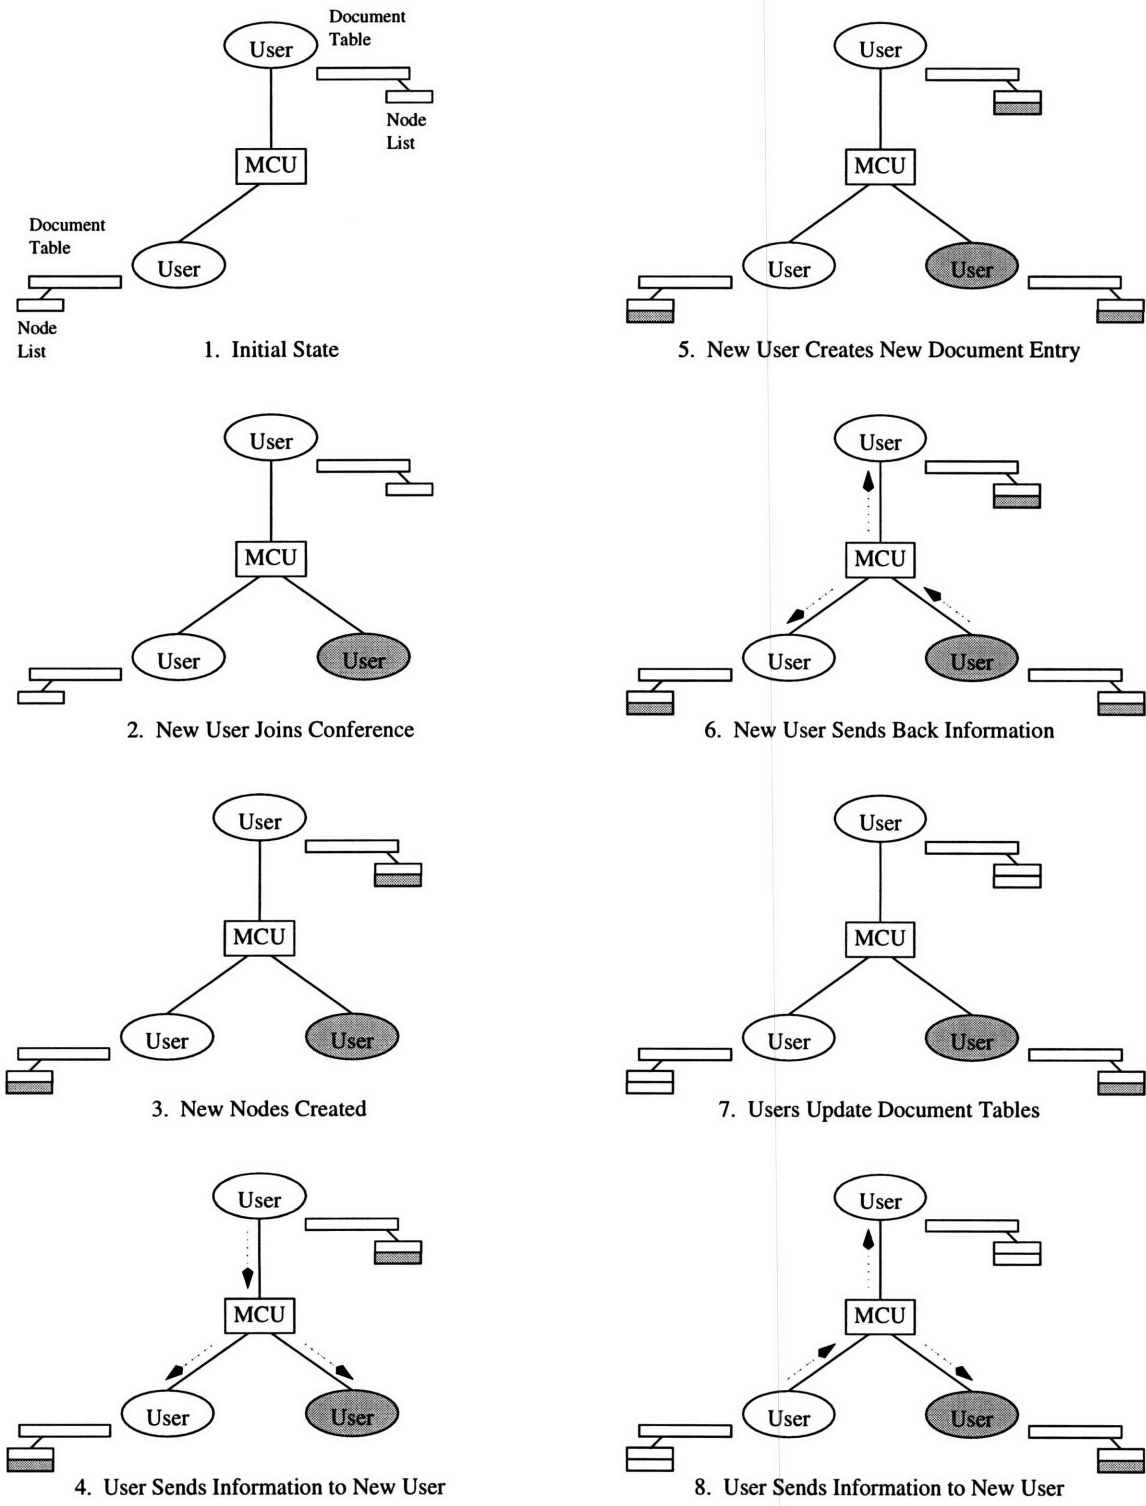 Document
Table
User
Node
List
MCU
Document
Table
User
Node
List
1. Initial State
User
MCU
User
User
2. New User Joins Conference
User
MCU
User
User
3. New Nodes Created
User
MCU
User
User
4. User Sends Information to New User
User
MCU
User
User
5. New User Creates New Document Entry
User
MCU
User
User
6. New User Sends Back Information
User
MCU
User
User
7. Users Update Document Tables
User
MCU
User
User
8. User Sends Information to New User